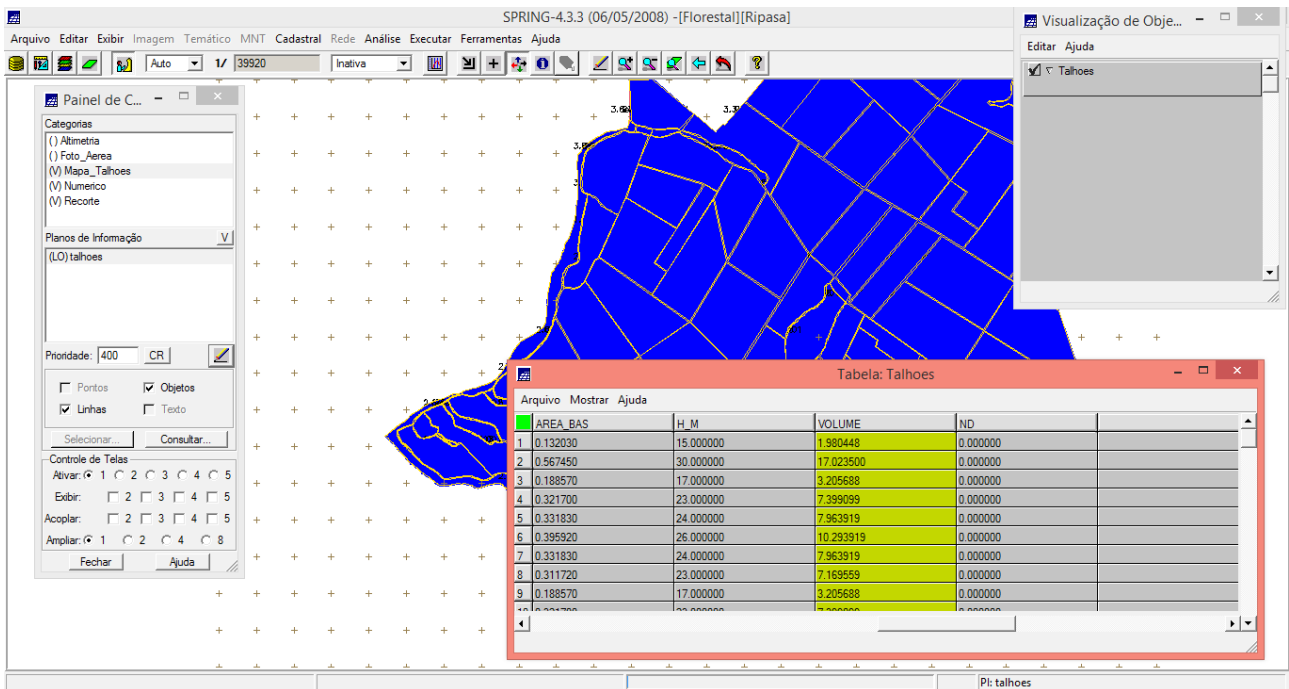 SPRING-4.3.3 (06/05/2008) -[Florestal][Ripasa]
Arquivo Editar Exibir Imagem Temático MNT Cadastral Rede Análise Executar Ferramentas Ajuda
Auto 1/ 39920 Inativa
Painel de C...
Categorias
( ) Altimetria
( ) Foto_Aerea
(V) Mapa_Talhoes
(V) Numerico
(V) Recorte
Planos de Informação V
(LO) talhoes
Prioridade: 400 CR
Pontos Objetos
Linhas Texto
Selecionar... Consultar...
Controle de Telas
Ativar: 1 2 3 4 5
Exibir: 2 3 4 5
Acoplar: 2 3 4 5
Ampliar: 1 2 4 8
Fechar Ajuda
Visualização de Obje...
Editar Ajuda
Talhoes
Tabela: Talhoes
Arquivo Mostrar Ajuda
AREA_BAS H_M VOLUME ND
1 0.132030 15.000000 1.980448 0.000000
2 0.567450 30.000000 17.023500 0.000000
3 0.188570 17.000000 3.205688 0.000000
4 0.321700 23.000000 7.399099 0.000000
5 0.331830 24.000000 7.963919 0.000000
6 0.395920 26.000000 10.293919 0.000000
7 0.331830 24.000000 7.963919 0.000000
8 0.311720 23.000000 7.169559 0.000000
9 0.188570 17.000000 3.205688 0.000000
PI: talhoes